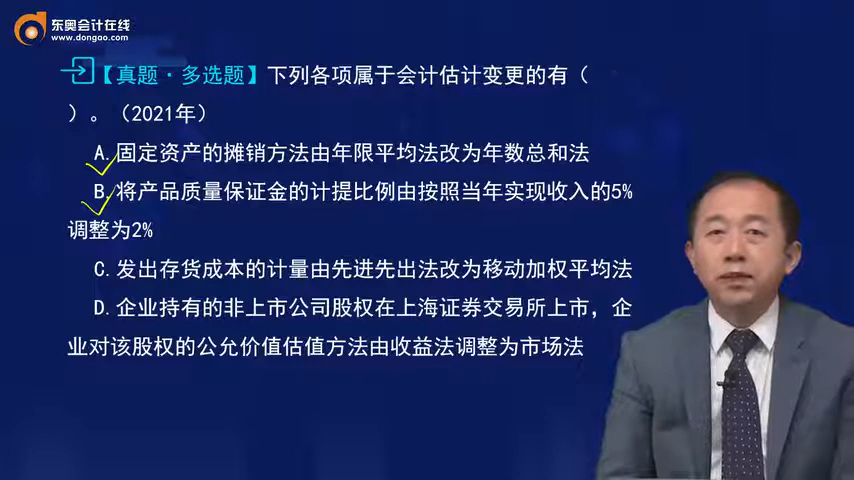 东奥会计在线
www.dongao.com
【真题·多选题】下列各项属于会计估计变更的有（
）。（2021年）
A.固定资产的摊销方法由年限平均法改为年数总和法
B.将产品质量保证金的计提比例由按照当年实现收入的5%
调整为2%
C.发出存货成本的计量由先进先出法改为移动加权平均法
D.企业持有的非上市公司股权在上海证券交易所上市，企
业对该股权的公允价值估值方法由收益法调整为市场法